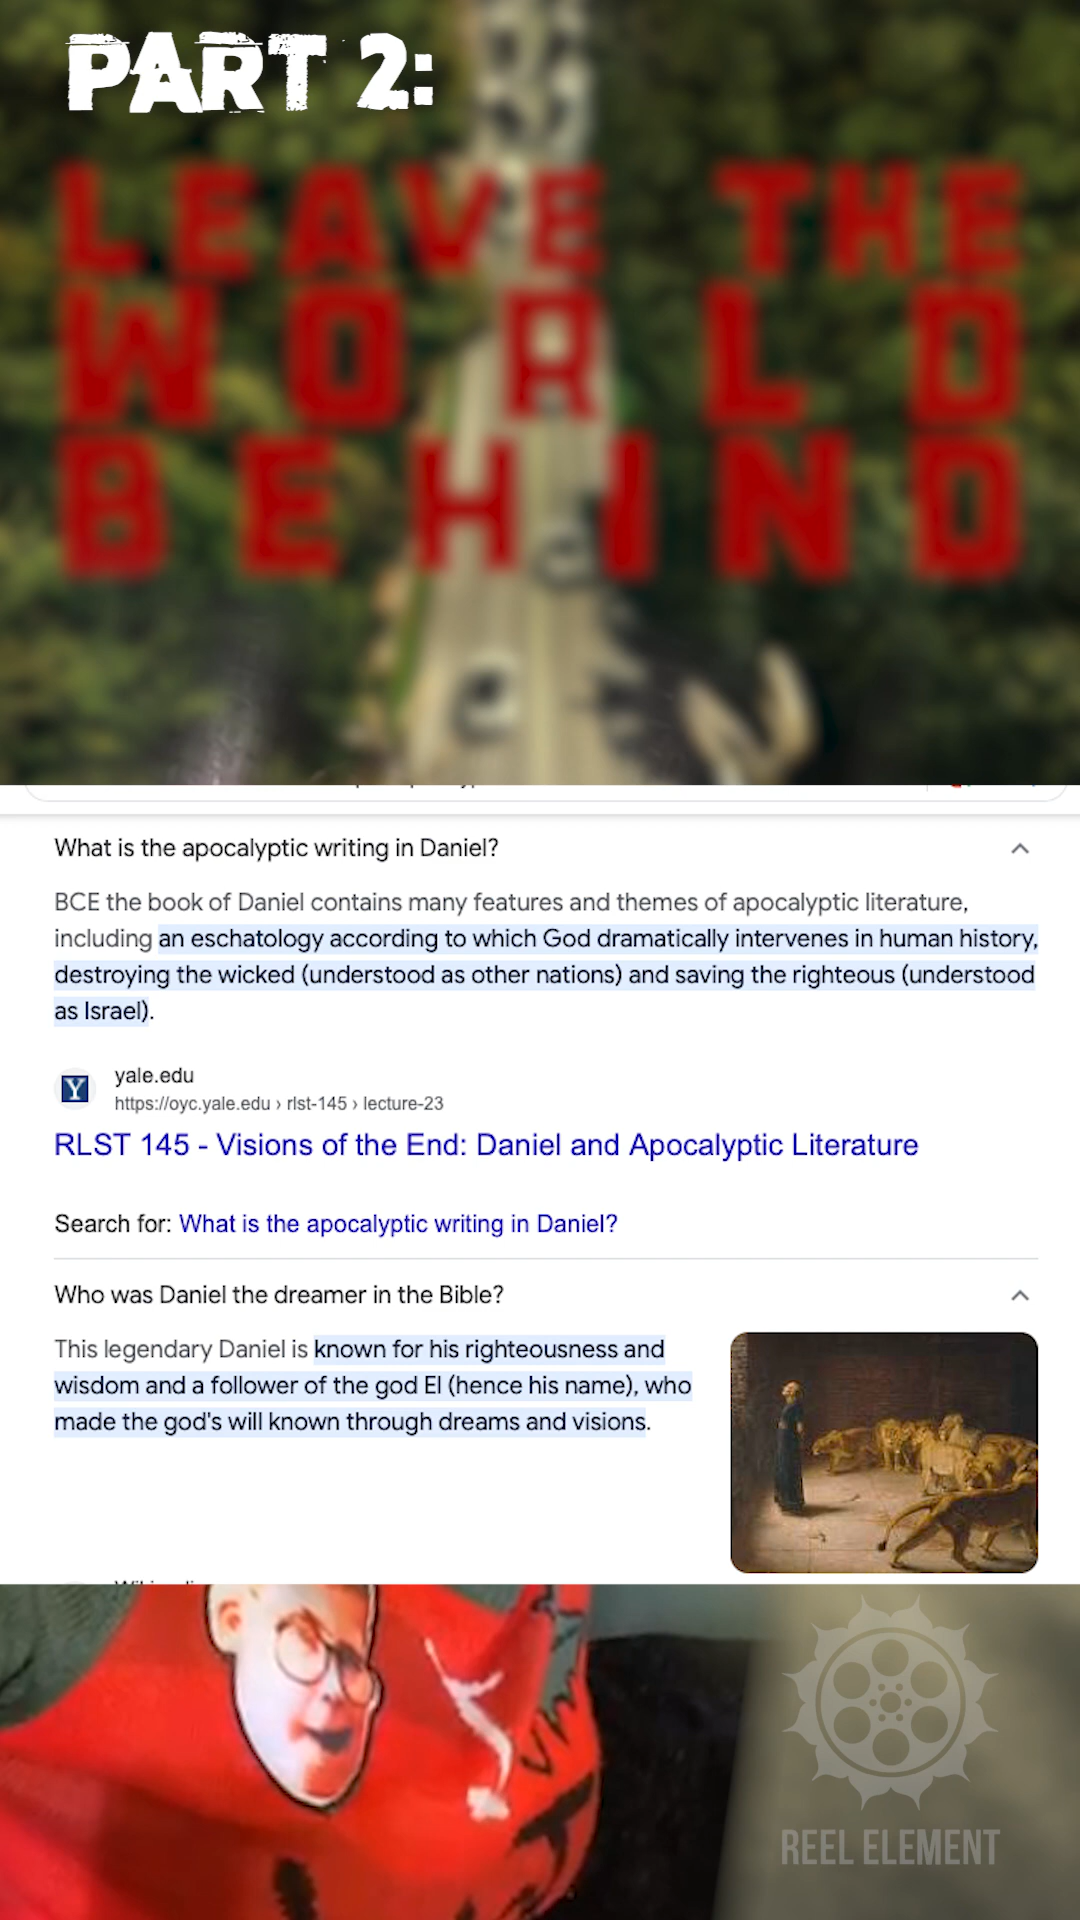 PART 2:
LEAVE THE
WORLD
BEHIND
What is the apocalyptic writing in Daniel?
BCE the book of Daniel contains many features and themes of apocalyptic literature,
including an eschatology according to which God dramatically intervenes in human history,
destroying the wicked (understood as other nations) and saving the righteous (understood
as Israel).
yale.edu
https://oyc.yale.edu › rlst-145 › lecture-23
RLST 145 - Visions of the End: Daniel and Apocalyptic Literature
Search for: What is the apocalyptic writing in Daniel?
Who was Daniel the dreamer in the Bible?
This legendary Daniel is known for his righteousness and
wisdom and a follower of the god El (hence his name), who
made the god's will known through dreams and visions.
REEL ELEMENT